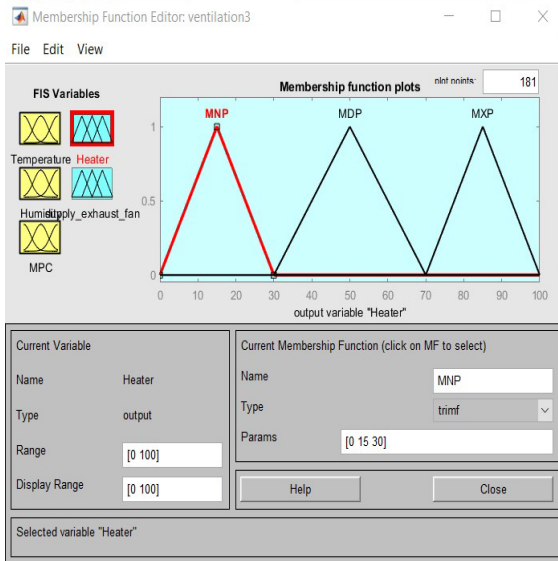 Membership Function Editor: ventilation3
File Edit View
FIS Variables
Temperature Heater
Humidity supply_exhaust_fan
MPC
Membership function plots
plot points:
181
MNP MDP MXP
1
0.5
0
0 10 20 30 40 50 60 70 80 90 100
output variable "Heater"
Current Variable
Name Heater
Type output
Range [0 100]
Display Range [0 100]
Current Membership Function (click on MF to select)
Name MNP
Type trimf
Params [0 15 30]
Help Close
Selected variable "Heater"